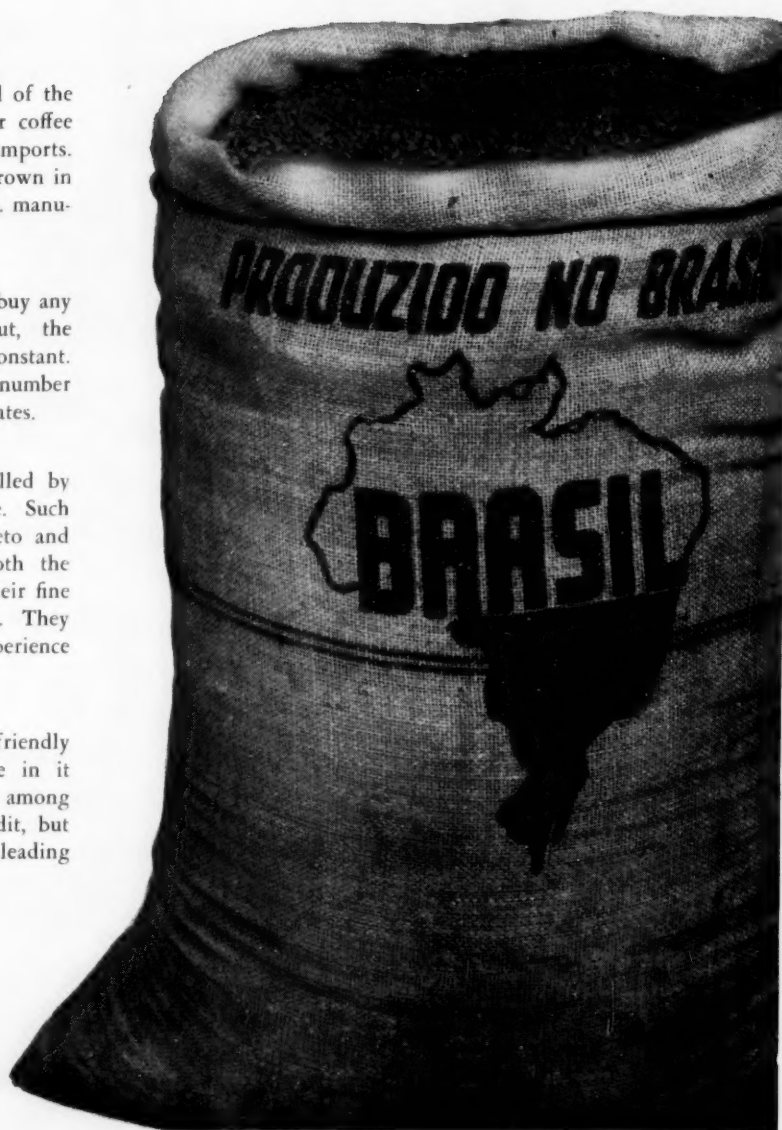 l of the
r coffee
mports.
rown in
. manu-
buy any
ut, the
onstant.
number
ates.
lled by
e. Such
eto and
oth the
eir fine
. They
perience
friendly
e in it
among
dit, but
leading
PRODUZIDO NO BRASI
BRASIL